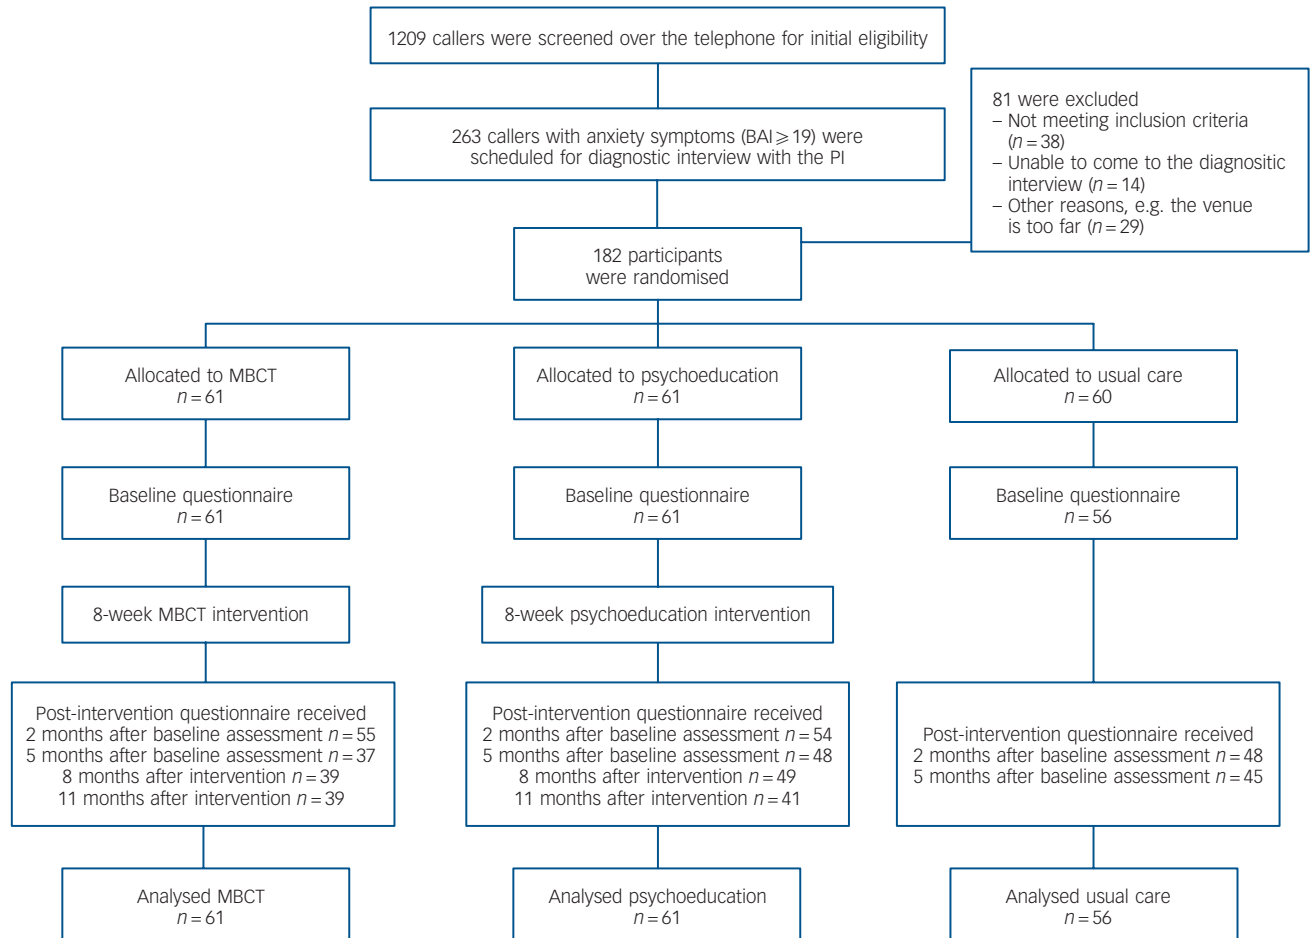 1209 callers were screened over the telephone for initial eligibility
81 were excluded
– Not meeting inclusion criteria
(n=38)
– Unable to come to the diagnositic
interview (n=14)
– Other reasons, e.g. the venue
is too far (n=29)
263 callers with anxiety symptoms (BAI⩾19) were
scheduled for diagnostic interview with the PI
182 participants
were randomised
Allocated to MBCT
n=61
Allocated to psychoeducation
n=61
Allocated to usual care
n=60
Baseline questionnaire
n=61
Baseline questionnaire
n=61
Baseline questionnaire
n=56
8-week MBCT intervention
8-week psychoeducation intervention
Post-intervention questionnaire received
2 months after baseline assessment n=55
5 months after baseline assessment n=37
8 months after intervention n=39
11 months after intervention n=39
Post-intervention questionnaire received
2 months after baseline assessment n=54
5 months after baseline assessment n=48
8 months after intervention n=49
11 months after intervention n=41
Post-intervention questionnaire received
2 months after baseline assessment n=48
5 months after baseline assessment n=45
Analysed MBCT
n=61
Analysed psychoeducation
n=61
Analysed usual care
n=56